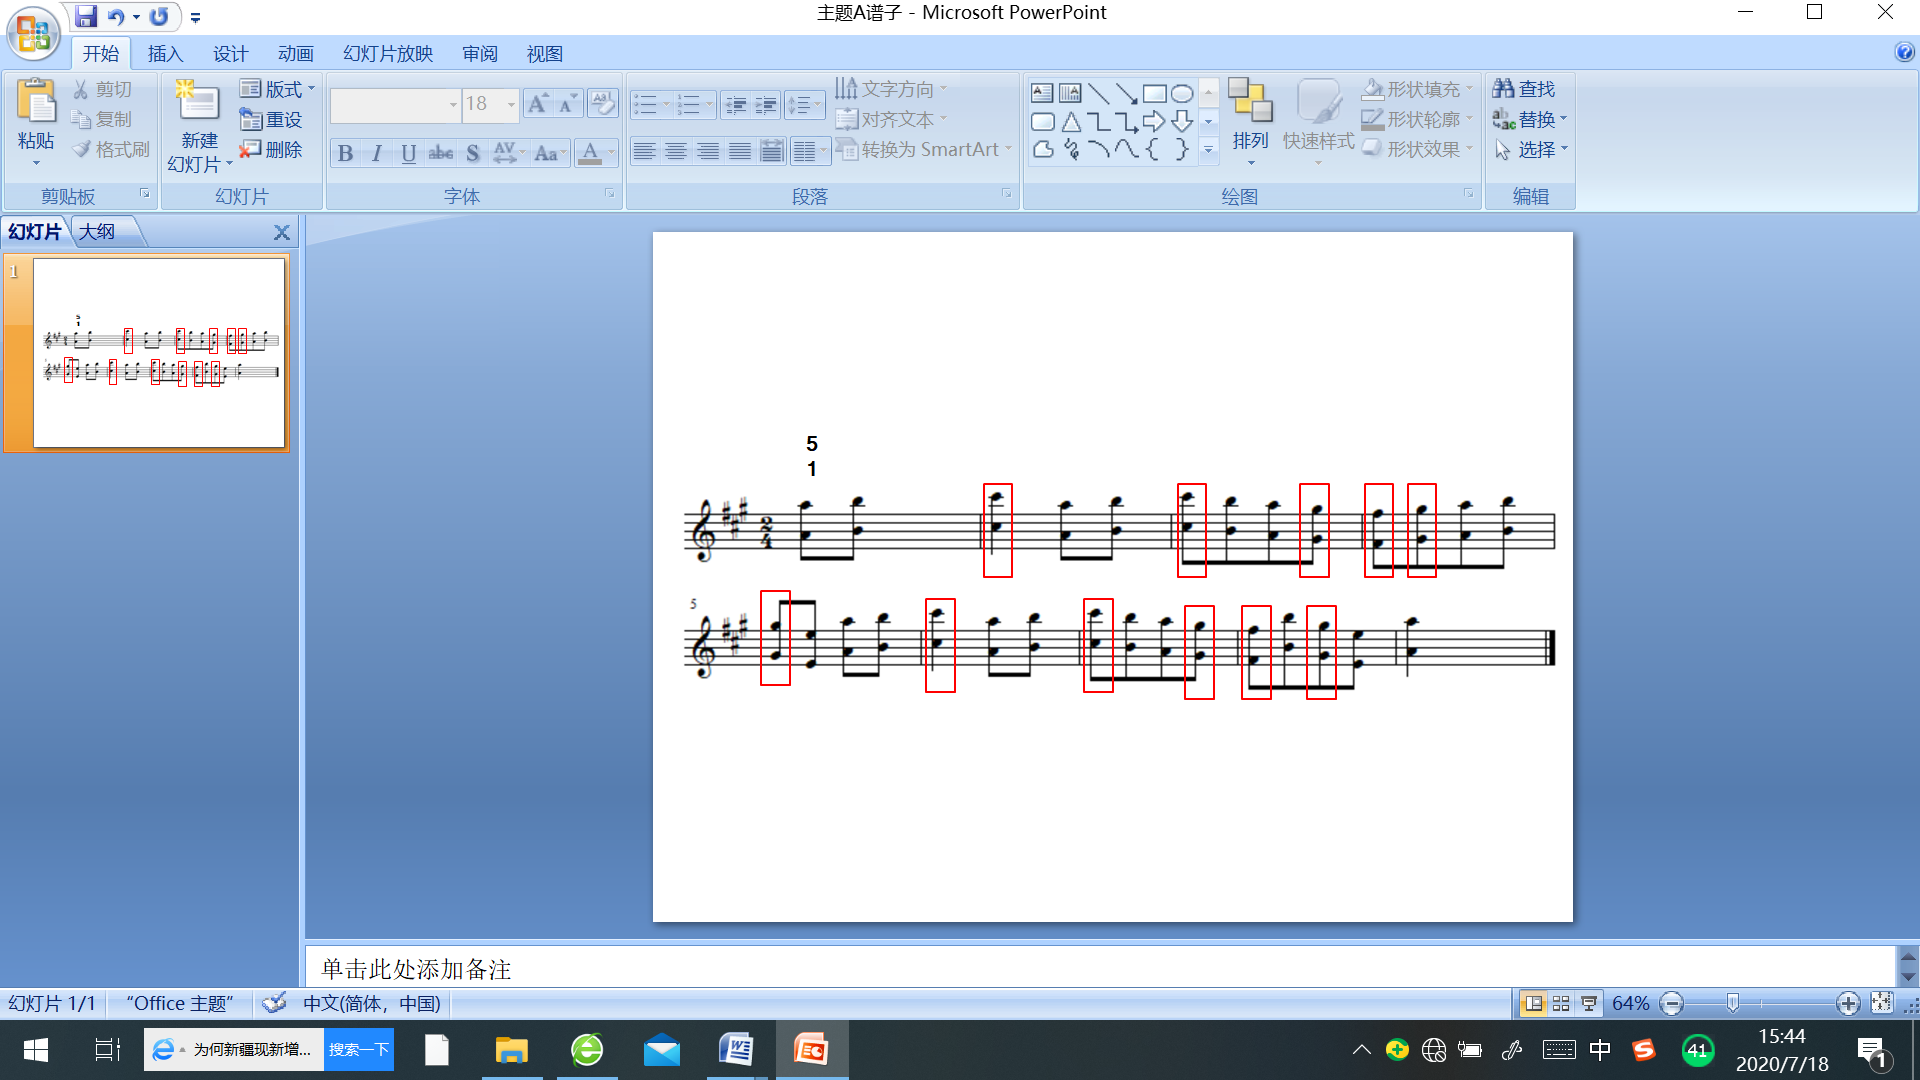 主题A谱子 - Microsoft PowerPoint
开始 插入 设计 动画 幻灯片放映 审阅 视图
粘贴
剪切
复制
格式刷
剪贴板
新建
幻灯片
版式
重设
删除
幻灯片
18
B I U abc S AV Aa A
字体
文字方向
对齐文本
转换为 SmartArt
段落
排列
快速样式
形状填充
形状轮廓
形状效果
绘图
查找
替换
选择
编辑
幻灯片 大纲
1
5
1
2
4
5
单击此处添加备注
幻灯片 1/1 “Office 主题” 中文(简体，中国) 64%
为何新疆现新增... 搜索一下
中
41
15:44
2020/7/18
1